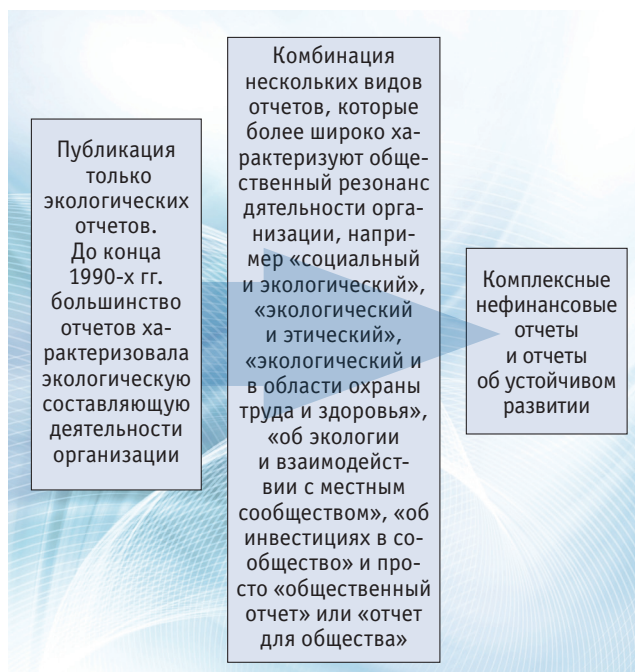 Публикация
только
экологических
отчетов.
До конца
1990-х гг.
большинство
отчетов ха-
рактеризовала
экологическую
составляющую
деятельности
организации
Комбинация
нескольких видов
отчетов, которые
более широко ха-
рактеризуют обще-
ственный резонанс
дятельности орга-
низации, напри-
мер «социальный
и экологический»,
«экологический
и этический»,
«экологический и
в области охраны
труда и здоровья»,
«об экологии
и взаимодейст-
вии с местным
сообществом», «об
инвестициях в со-
общество» и про-
сто «общественный
отчет» или «отчет
для общества»
Комплексные
нефинансовые
отчеты
и отчеты
об устойчивом
развитии